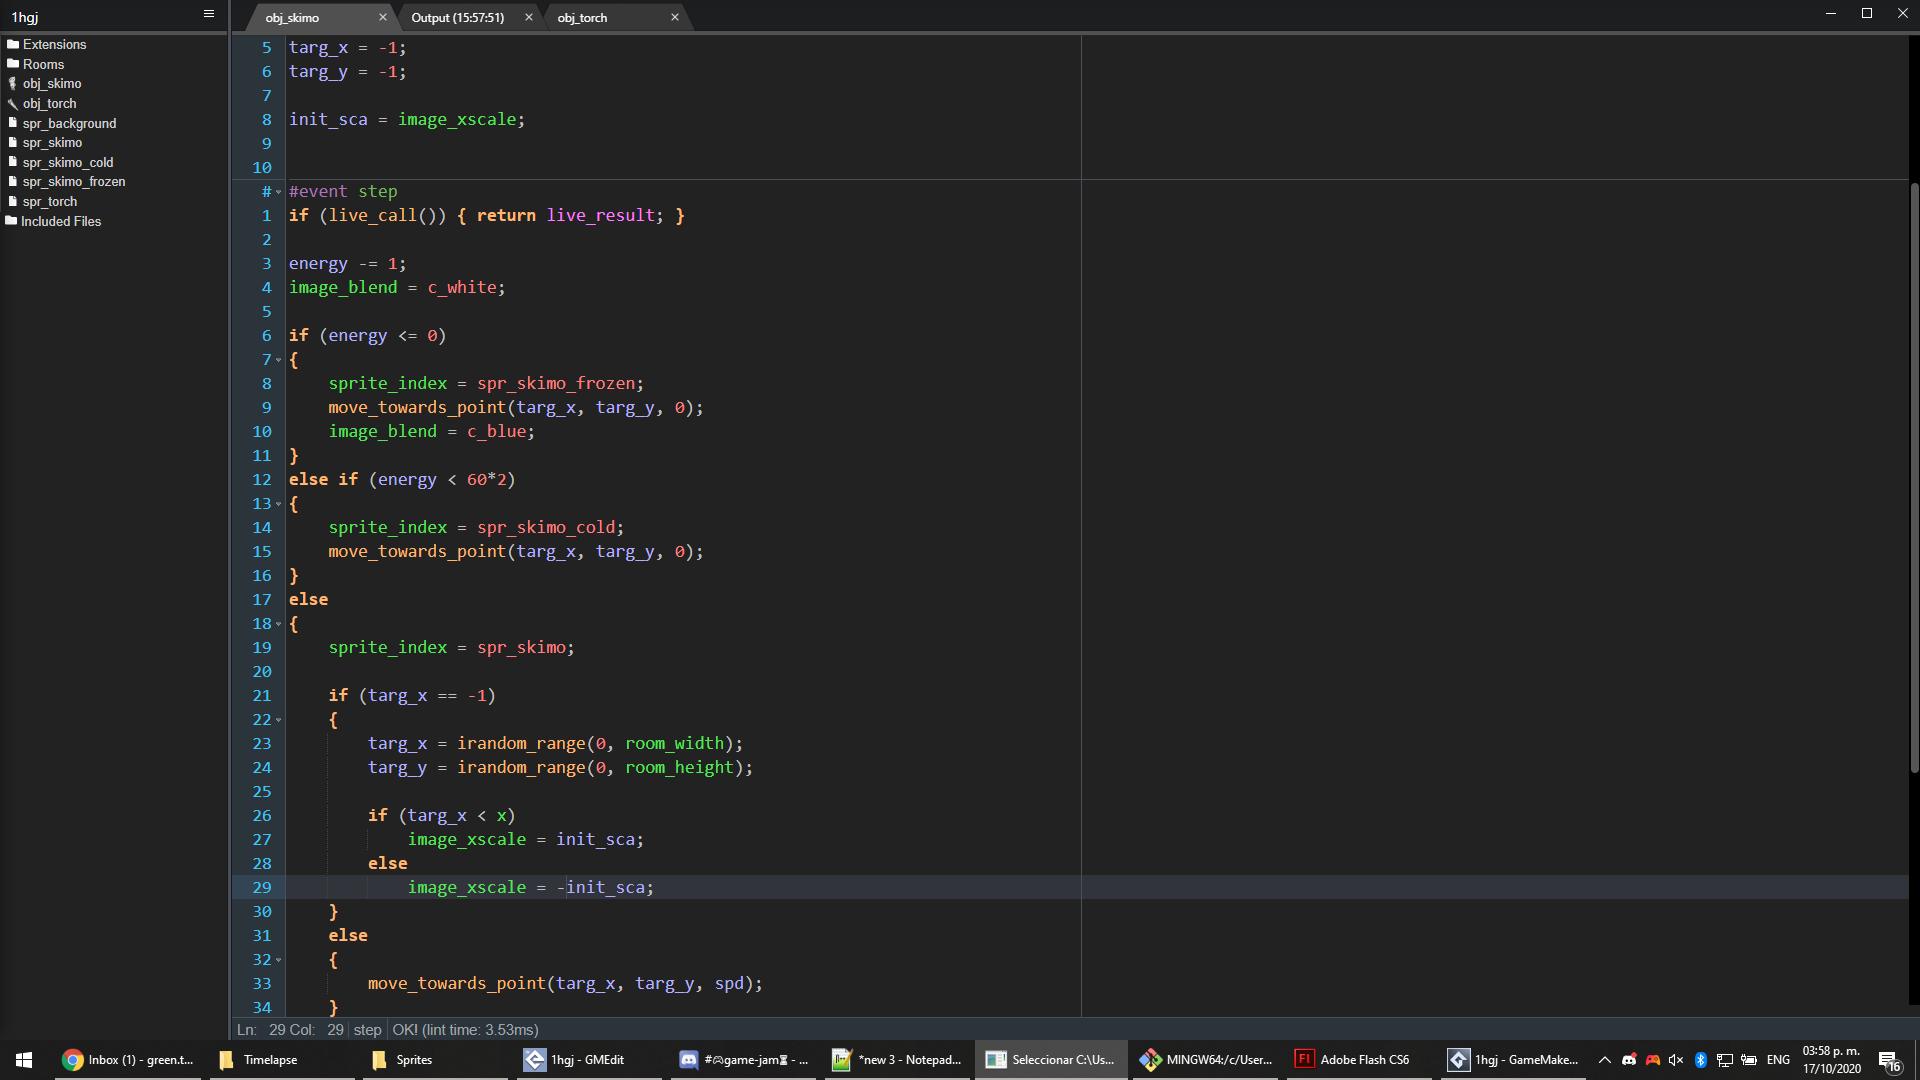 1hgj
obj_skimo
Output (15:57:51)
obj_torch
Extensions
Rooms
obj_skimo
obj_torch
spr_background
spr_skimo
spr_skimo_cold
spr_skimo_frozen
spr_torch
Included Files
5 targ_x = -1;
6 targ_y = -1;
7
8 init_sca = image_xscale;
9
10
# #event step
1 if (live_call()) { return live_result; }
2
3 energy -= 1;
4 image_blend = c_white;
5
6 if (energy <= 0)
7 {
8 sprite_index = spr_skimo_frozen;
9 move_towards_point(targ_x, targ_y, 0);
10 image_blend = c_blue;
11 }
12 else if (energy < 60*2)
13 {
14 sprite_index = spr_skimo_cold;
15 move_towards_point(targ_x, targ_y, 0);
16 }
17 else
18 {
19 sprite_index = spr_skimo;
20
21 if (targ_x == -1)
22 {
23 targ_x = irandom_range(0, room_width);
24 targ_y = irandom_range(0, room_height);
25
26 if (targ_x < x)
27 image_xscale = init_sca;
28 else
29 image_xscale = -init_sca;
30 }
31 else
32 {
33 move_towards_point(targ_x, targ_y, spd);
34 }
Ln: 29 Col: 29 step OK! (lint time: 3.53ms)
Inbox (1) - green.t...
Timelapse
Sprites
1hgj - GMEdit
#🎮game-jam⏳ - ...
*new 3 - Notepad...
Seleccionar C:\Us...
MINGW64:/c/User...
Adobe Flash CS6
1hgj - GameMake...
ENG
03:58 p. m.
17/10/2020
16